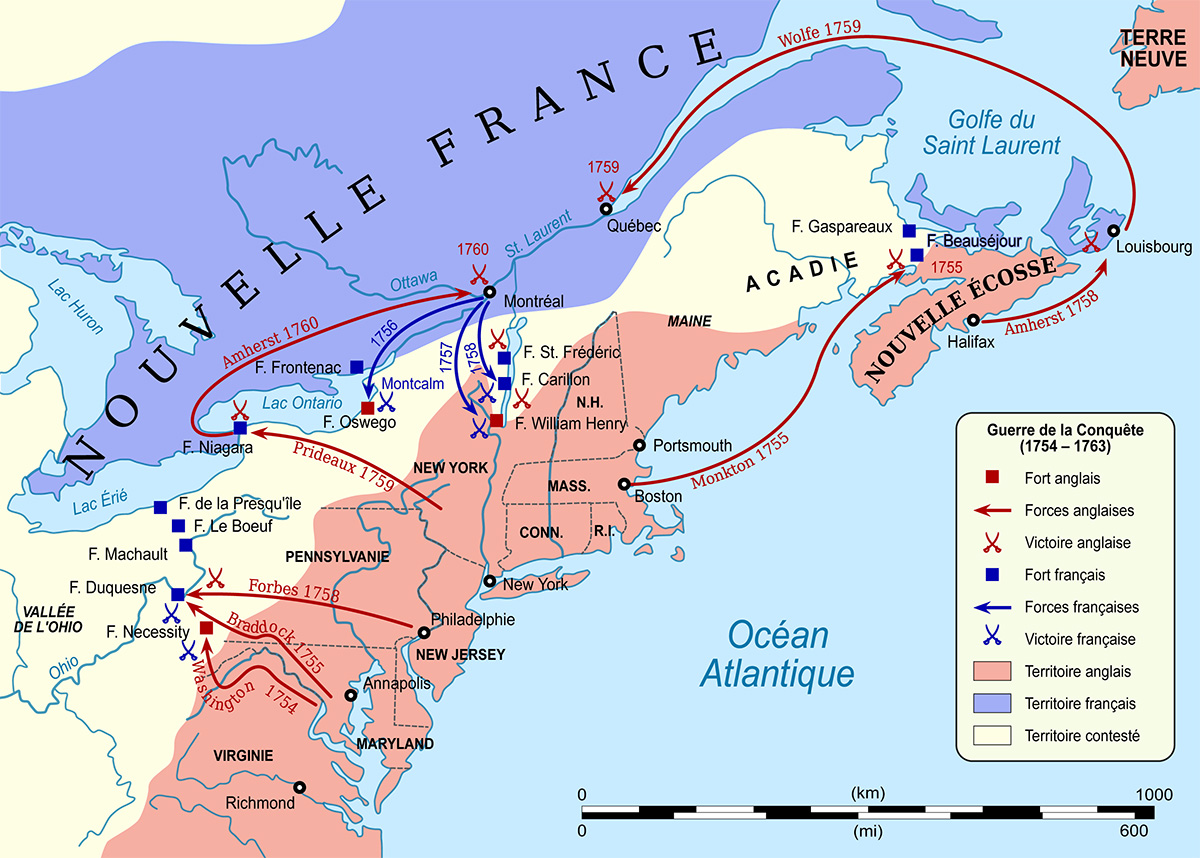 Wolfe 1759
TERRE
NEUVE
NOUVELLE FRANCE
Golfe du
Saint Laurent
1759
Québec
St. Laurent
F. Gaspareaux
F. Beauséjour
Louisbourg
1755
ACADIE
NOUVELLE ÉCOSSE
Amherst 1758
Halifax
1760
Ottawa
Montréal
Lac Huron
Amherst 1760
1756
1757
1758
MAINE
F. St. Frédéric
F. Frontenac
Montcalm
F. Carillon
Lac Ontario
N.H.
F. Oswego
F. William Henry
F. Niagara
Prideaux 1759
Portsmouth
Monkton 1755
NEW YORK
MASS.
Boston
Lac Érié
F. de la Presqu'île
F. Le Boeuf
CONN.
R.I.
F. Machault
PENNSYLVANIE
F. Duquesne
Forbes 1758
New York
VALLÉE
DE L'OHIO
F. Necessity
Braddock 1755
Philadelphie
NEW JERSEY
Ohio
Washington 1754
Annapolis
MARYLAND
VIRGINIE
Richmond
Océan
Atlantique
Guerre de la Conquête
(1754 – 1763)
Fort anglais
Forces anglaises
Victoire anglaise
Fort français
Forces françaises
Victoire française
Territoire anglais
Territoire français
Territoire contesté
0 (km) 1000
0 (mi) 600